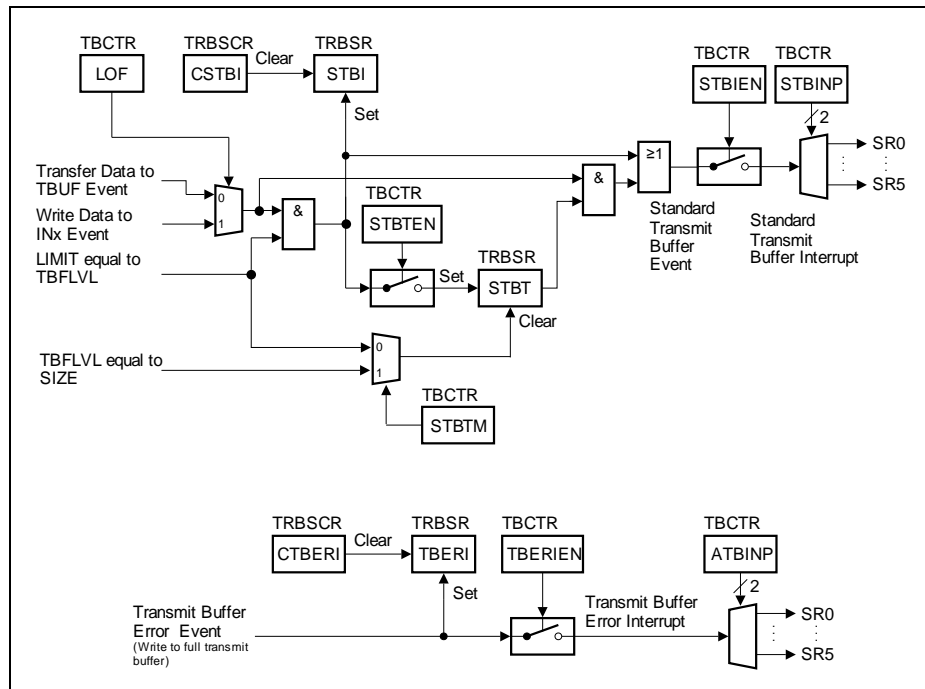 TBCTR
LOF
TRBSCR
CSTBI
Clear
TRBSR
STBI
Set
TBCTR
STBIEN
TBCTR
STBINP
2
SR0
SR5
Transfer Data to
TBUF Event
0
Write Data to
INx Event
1
LIMIT equal to
TBFLVL
&
TBCTR
STBTEN
Set
TRBSR
STBT
Clear
&
≥1
Standard
Transmit
Buffer
Event
Standard
Transmit
Buffer Interrupt
TBFLVL equal to
SIZE
0
1
TBCTR
STBTM
TRBSCR
CTBERI
Clear
TRBSR
TBERI
Set
TBCTR
TBERIEN
TBCTR
ATBINP
2
SR0
SR5
Transmit Buffer
Error Event
(Write to full transmit
buffer)
Transmit Buffer
Error Interrupt